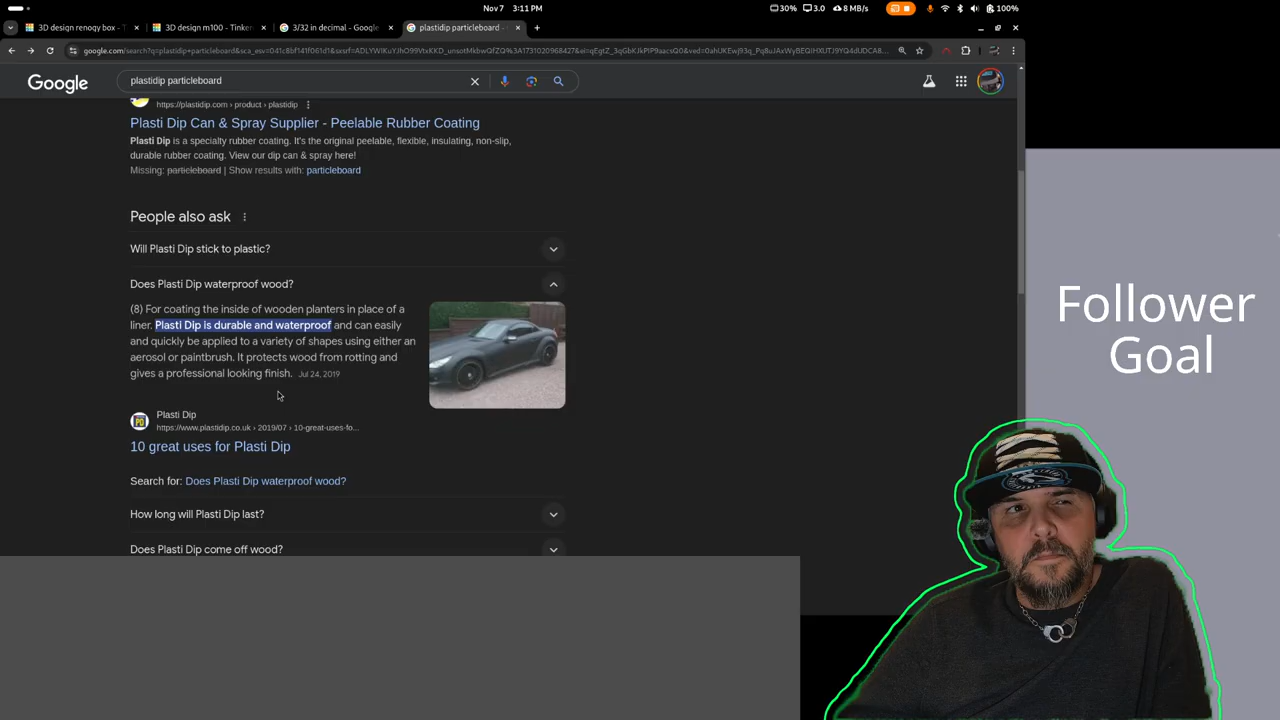 Nov 7 3:11 PM
30% 3.0 8 MB/s 100%
3D design renogy box - T
3D design m100 - Tinker
3/32 in decimal - Google
plastidip particleboard -
Google
plastidip particleboard
https://plastidip.com › product › plastidip
Plasti Dip Can & Spray Supplier - Peelable Rubber Coating
Plasti Dip is a specialty rubber coating. It's the original peelable, flexible, insulating, non-slip,
durable rubber coating. View our dip can & spray here!
Missing: particleboard | Show results with: particleboard
People also ask
Will Plasti Dip stick to plastic?
Does Plasti Dip waterproof wood?
(8) For coating the inside of wooden planters in place of a
liner. Plasti Dip is durable and waterproof and can easily
and quickly be applied to a variety of shapes using either an
aerosol or paintbrush. It protects wood from rotting and
gives a professional looking finish. Jul 24, 2019
Plasti Dip
https://www.plastidip.co.uk › 2019/07 › 10-great-uses-fo...
10 great uses for Plasti Dip
Search for: Does Plasti Dip waterproof wood?
How long will Plasti Dip last?
Does Plasti Dip come off wood?
Follower
Goal